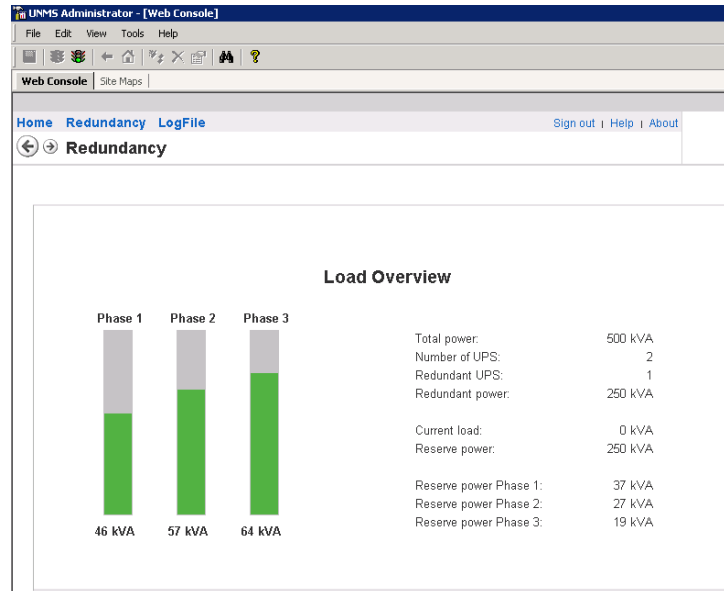 UNMS Administrator - [Web Console]
File Edit View Tools Help
Web Console Site Maps
Home Redundancy LogFile Sign out | Help | About
Redundancy
Load Overview
Phase 1 Phase 2 Phase 3
46 kVA 57 kVA 64 kVA
Total power: 500 kVA
Number of UPS: 2
Redundant UPS: 1
Redundant power: 250 kVA
Current load: 0 kVA
Reserve power: 250 kVA
Reserve power Phase 1: 37 kVA
Reserve power Phase 2: 27 kVA
Reserve power Phase 3: 19 kVA